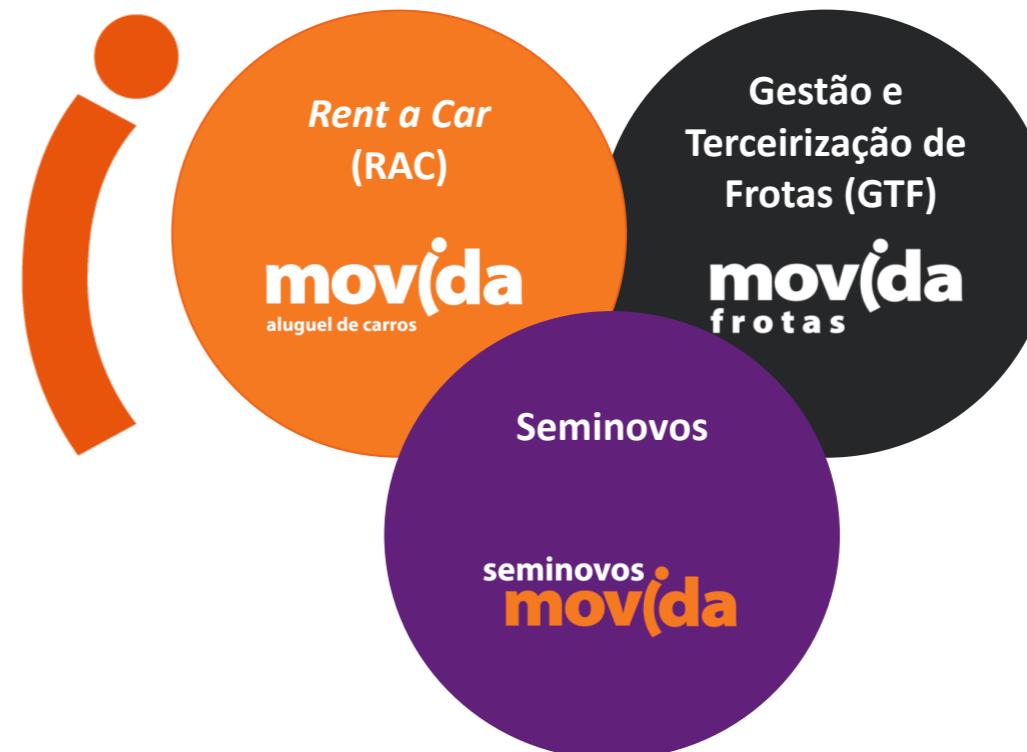 Rent a Car
(RAC)
movida
aluguel de carros
Gestão e
Terceirização de
Frotas (GTF)
movida
frotas
Seminovos
seminovos
movida